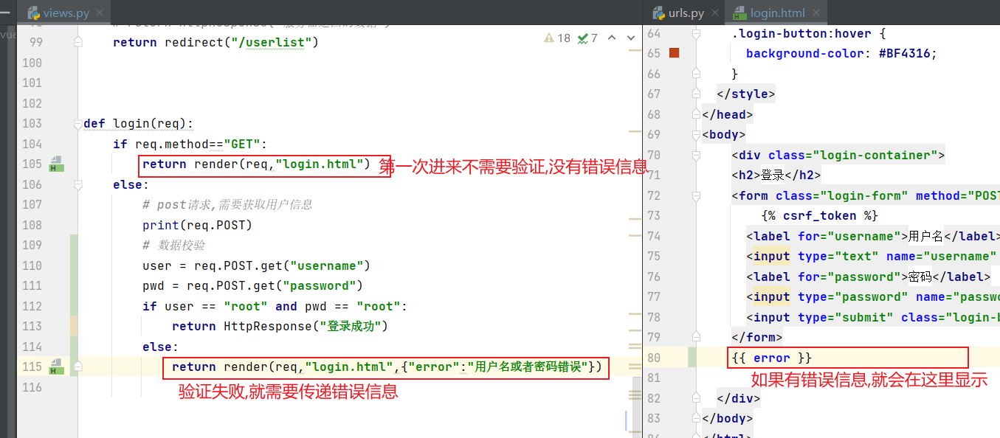 views.py
urls.py
login.html
vue
99 return redirect("/userlist")
18 7
100
101
102
103 def login(req):
104 if req.method=="GET":
105 return render(req,"login.html")
第一次进来不需要验证,没有错误信息
106 else:
107 # post请求,需要获取用户信息
108 print(req.POST)
109 # 数据校验
110 user = req.POST.get("username")
111 pwd = req.POST.get("password")
112 if user == "root" and pwd == "root":
113 return HttpResponse("登录成功")
114 else:
115 return render(req,"login.html",{"error":"用户名或者密码错误"})
116
验证失败,就需要传递错误信息
64 .login-button:hover {
65 background-color: #BF4316;
66 }
67 </style>
68 </head>
69 <body>
70 <div class="login-container">
71 <h2>登录</h2>
72 <form class="login-form" method="POST
73 {% csrf_token %}
74 <label for="username">用户名</label>
75 <input type="text" name="username"
76 <label for="password">密码</label>
77 <input type="password" name="passwo
78 <input type="submit" class="login-b
79 </form>
80 {{ error }}
81
如果有错误信息,就会在这里显示
82 </div>
83 </body>